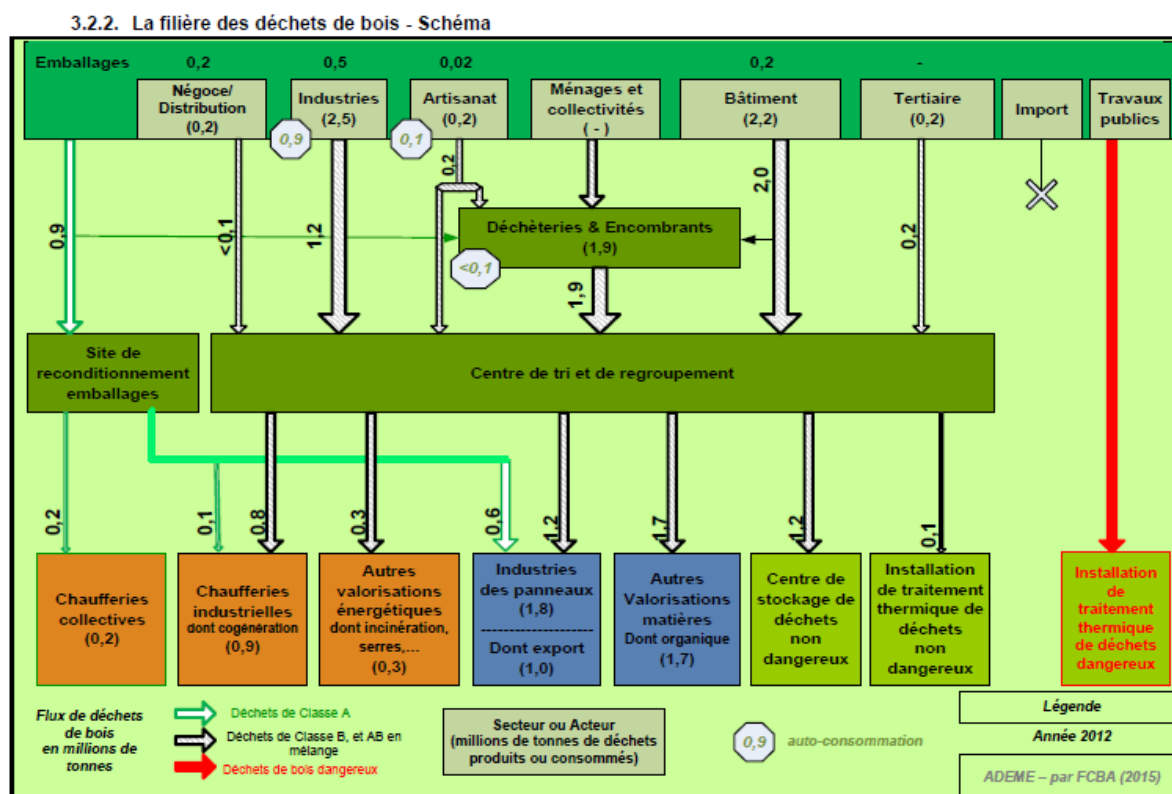 3.2.2. La filière des déchets de bois - Schéma
Emballages 0,2 0,5 0,02 0,2 -
Négoce/
Distribution
(0,2)
Industries
(2,5)
Artisanat
(0,2)
Ménages et
collectivités
( - )
Bâtiment
(2,2)
Tertiaire
(0,2)
Import
Travaux
publics
0,9
0,1
0,9
<0,1
1,2
0,2
2,0
0,2
Déchèteries & Encombrants
(1,9)
<0,1
1,9
Site de
reconditionnement
emballages
Centre de tri et de regroupement
0,2
0,1
0,8
0,3
0,6
1,2
1,7
1,2
0,1
Chaufferies
collectives
(0,2)
Chaufferies
industrielles
dont cogénération
(0,9)
Autres
valorisations
énergétiques
dont incinération,
serres,...
(0,3)
Industries
des panneaux
(1,8)
--------------------
Dont export
(1,0)
Autres
Valorisations
matières
Dont organique
(1,7)
Centre de
stockage de
déchets
non
dangereux
Installation
de traitement
thermique de
déchets
non
dangereux
Installation
de
traitement
thermique
de déchets
dangereux
Flux de déchets
de bois
en millions de
tonnes
Déchets de Classe A
Déchets de Classe B, et AB en
mélange
Déchets de bois dangereux
Secteur ou Acteur
(millions de tonnes de déchets
produits ou consommés)
0,9
auto-consommation
Légende
Année 2012
ADEME – par FCBA (2015)